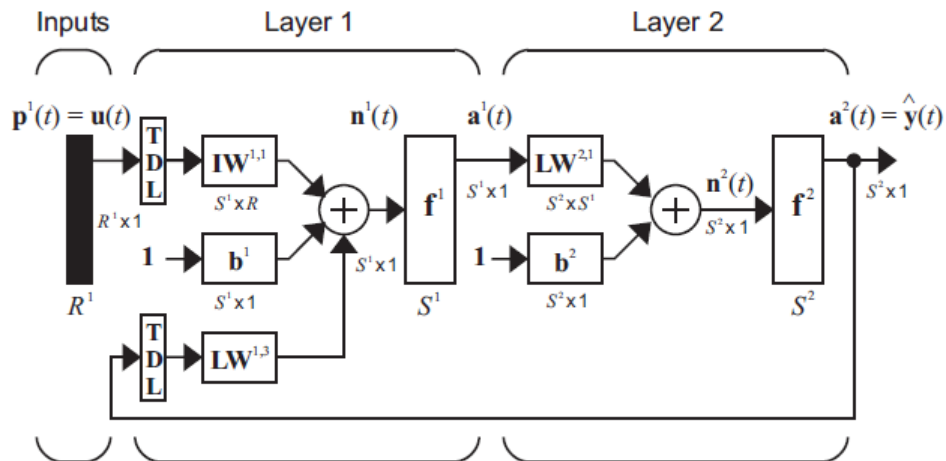 Inputs Layer 1 Layer 2
p¹(t) = u(t) n¹(t) a¹(t) a²(t) = ŷ(t)
T D L IW¹,¹ f¹ LW²,¹ n²(t) f²
R¹ x 1 S¹ x R S¹ x 1 S² x S¹ S² x 1 S² x 1
1 b¹ S¹ x 1 1 b²
R¹ S¹ x 1 S¹ S² x 1 S²
T D L LW¹,³